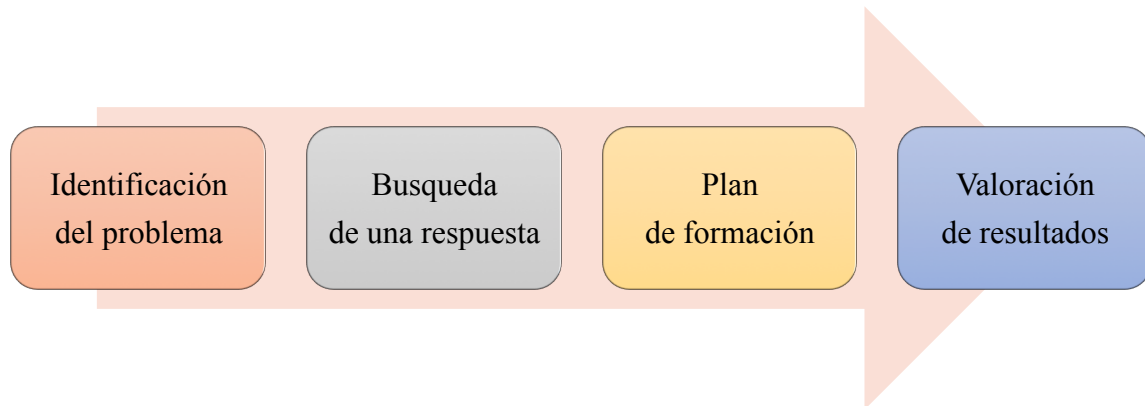 Identificación
del problema
Busqueda
de una respuesta
Plan
de formación
Valoración
de resultados